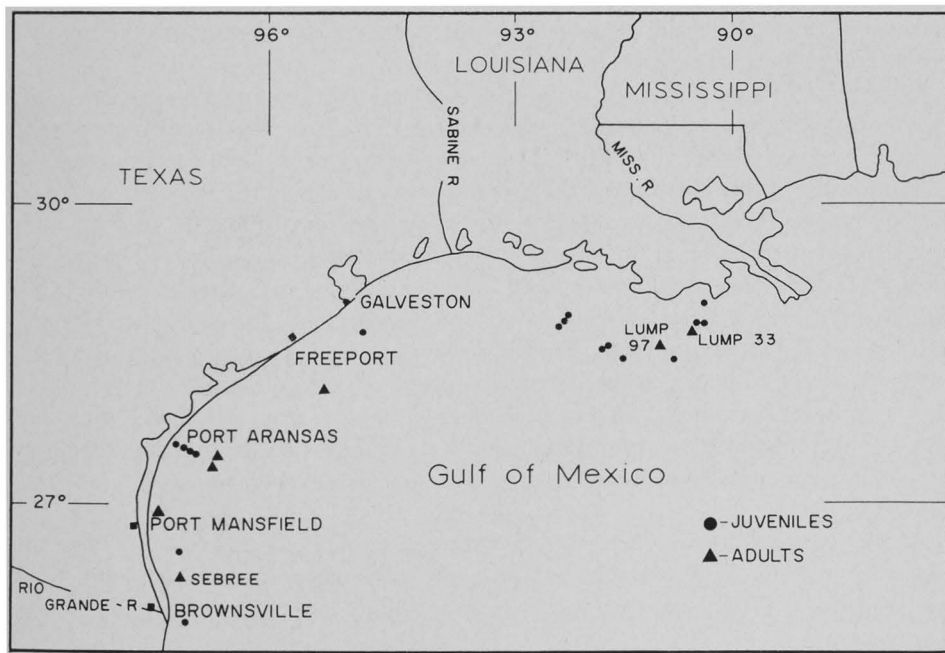 96° 93° 90°
LOUISIANA
MISSISSIPPI
SABINE R
MISS. R
TEXAS
30°
GALVESTON
FREEPORT
LUMP
97
LUMP 33
PORT ARANSAS
Gulf of Mexico
27°
PORT MANSFIELD
-JUVENILES
-ADULTS
SEBREE
RIO
GRANDE-R
BROWNSVILLE